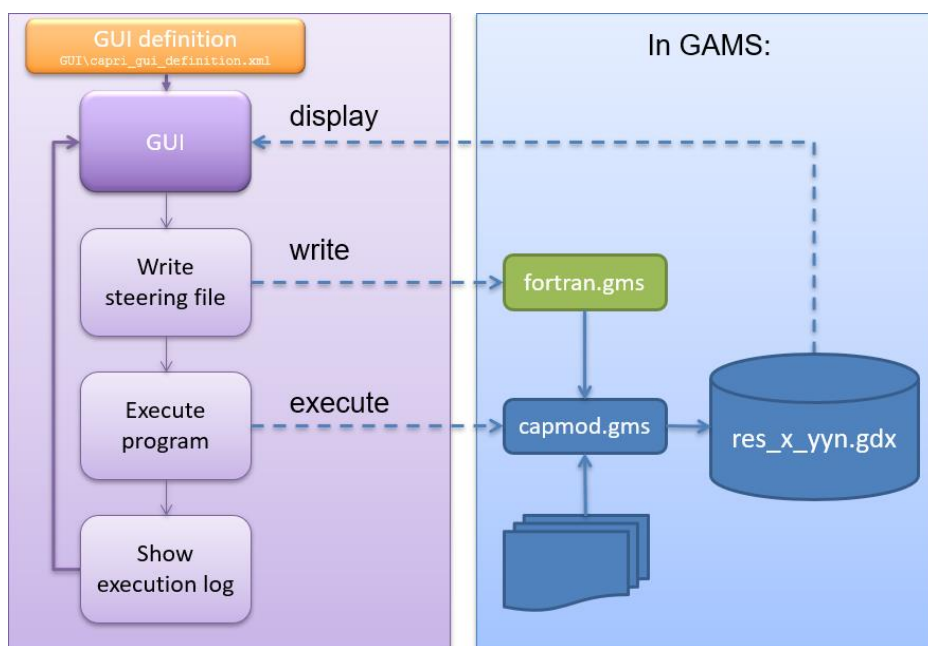 GUI definition
GUI\capri_gui_definition.xml
In GAMS:
GUI
display
Write
steering file
write
fortran.gms
Execute
program
execute
capmod.gms
res_x_yyn.gdx
Show
execution log